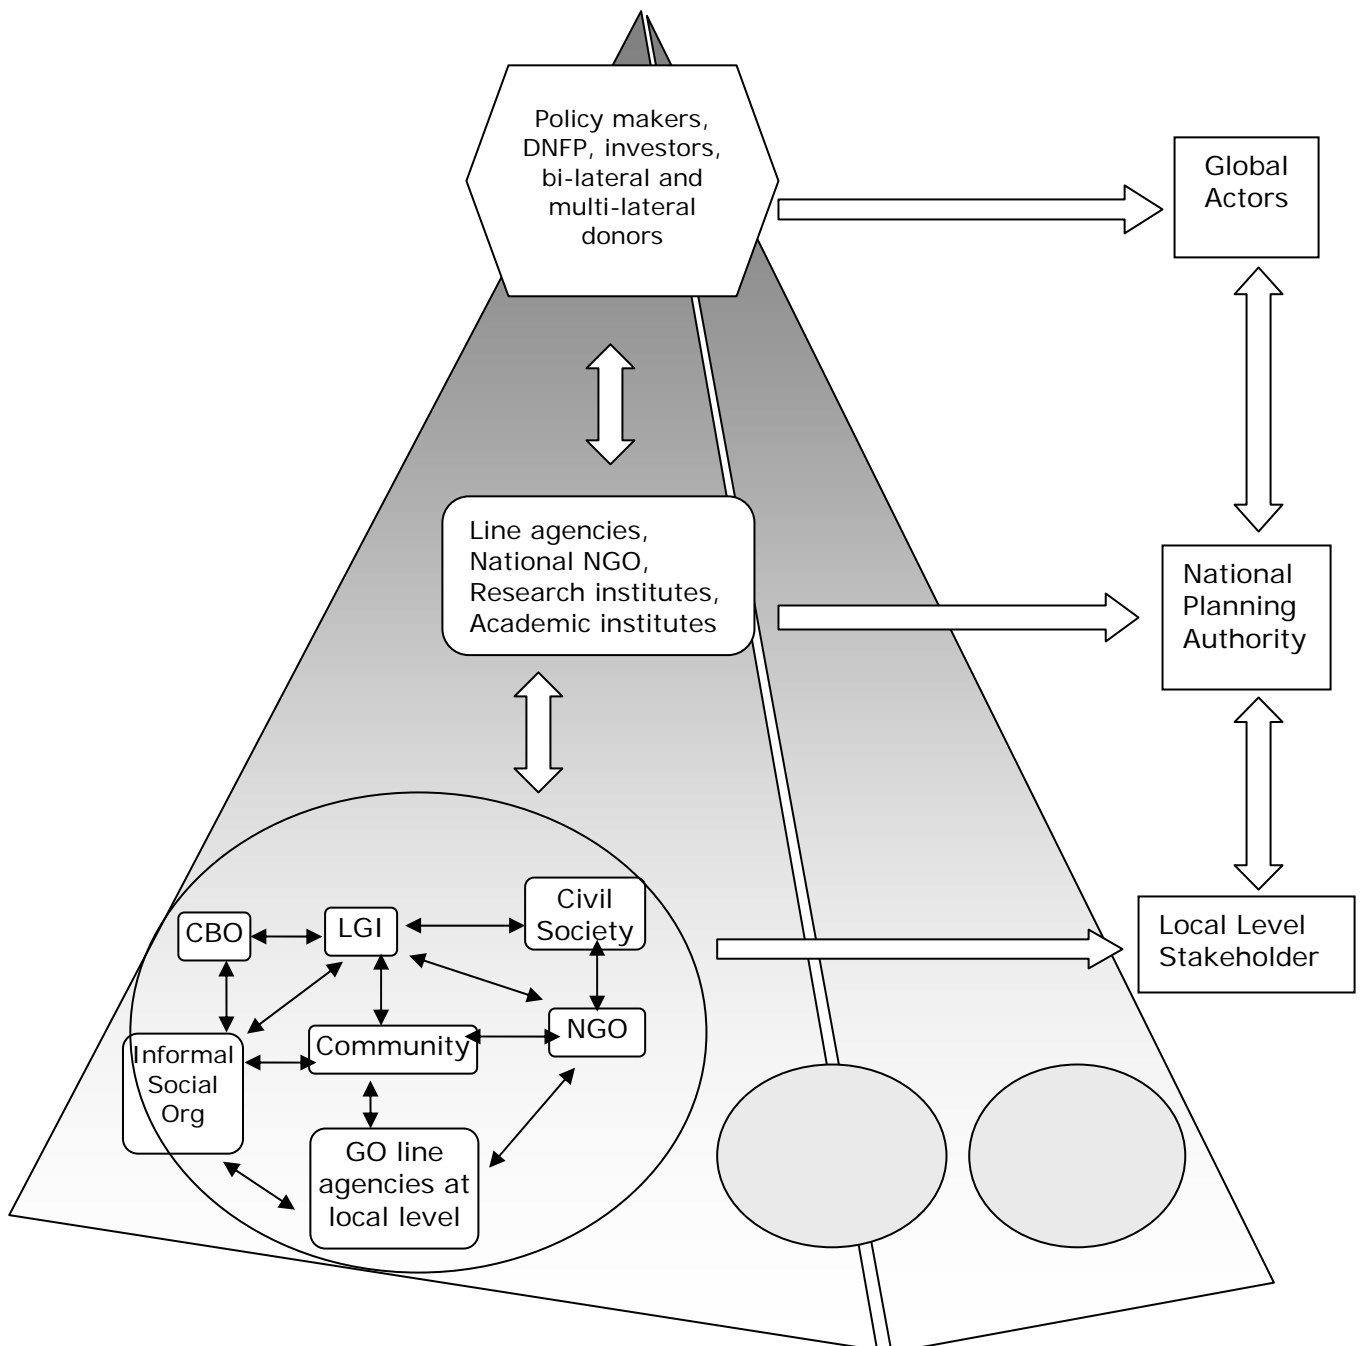 Policy makers,
DNFP, investors,
bi-lateral and
multi-lateral
donors
Global
Actors
Line agencies,
National NGO,
Research institutes,
Academic institutes
National
Planning
Authority
Civil
Society
CBO
LGI
Local Level
Stakeholder
Informal
Social
Org
Community
NGO
GO line
agencies at
local level